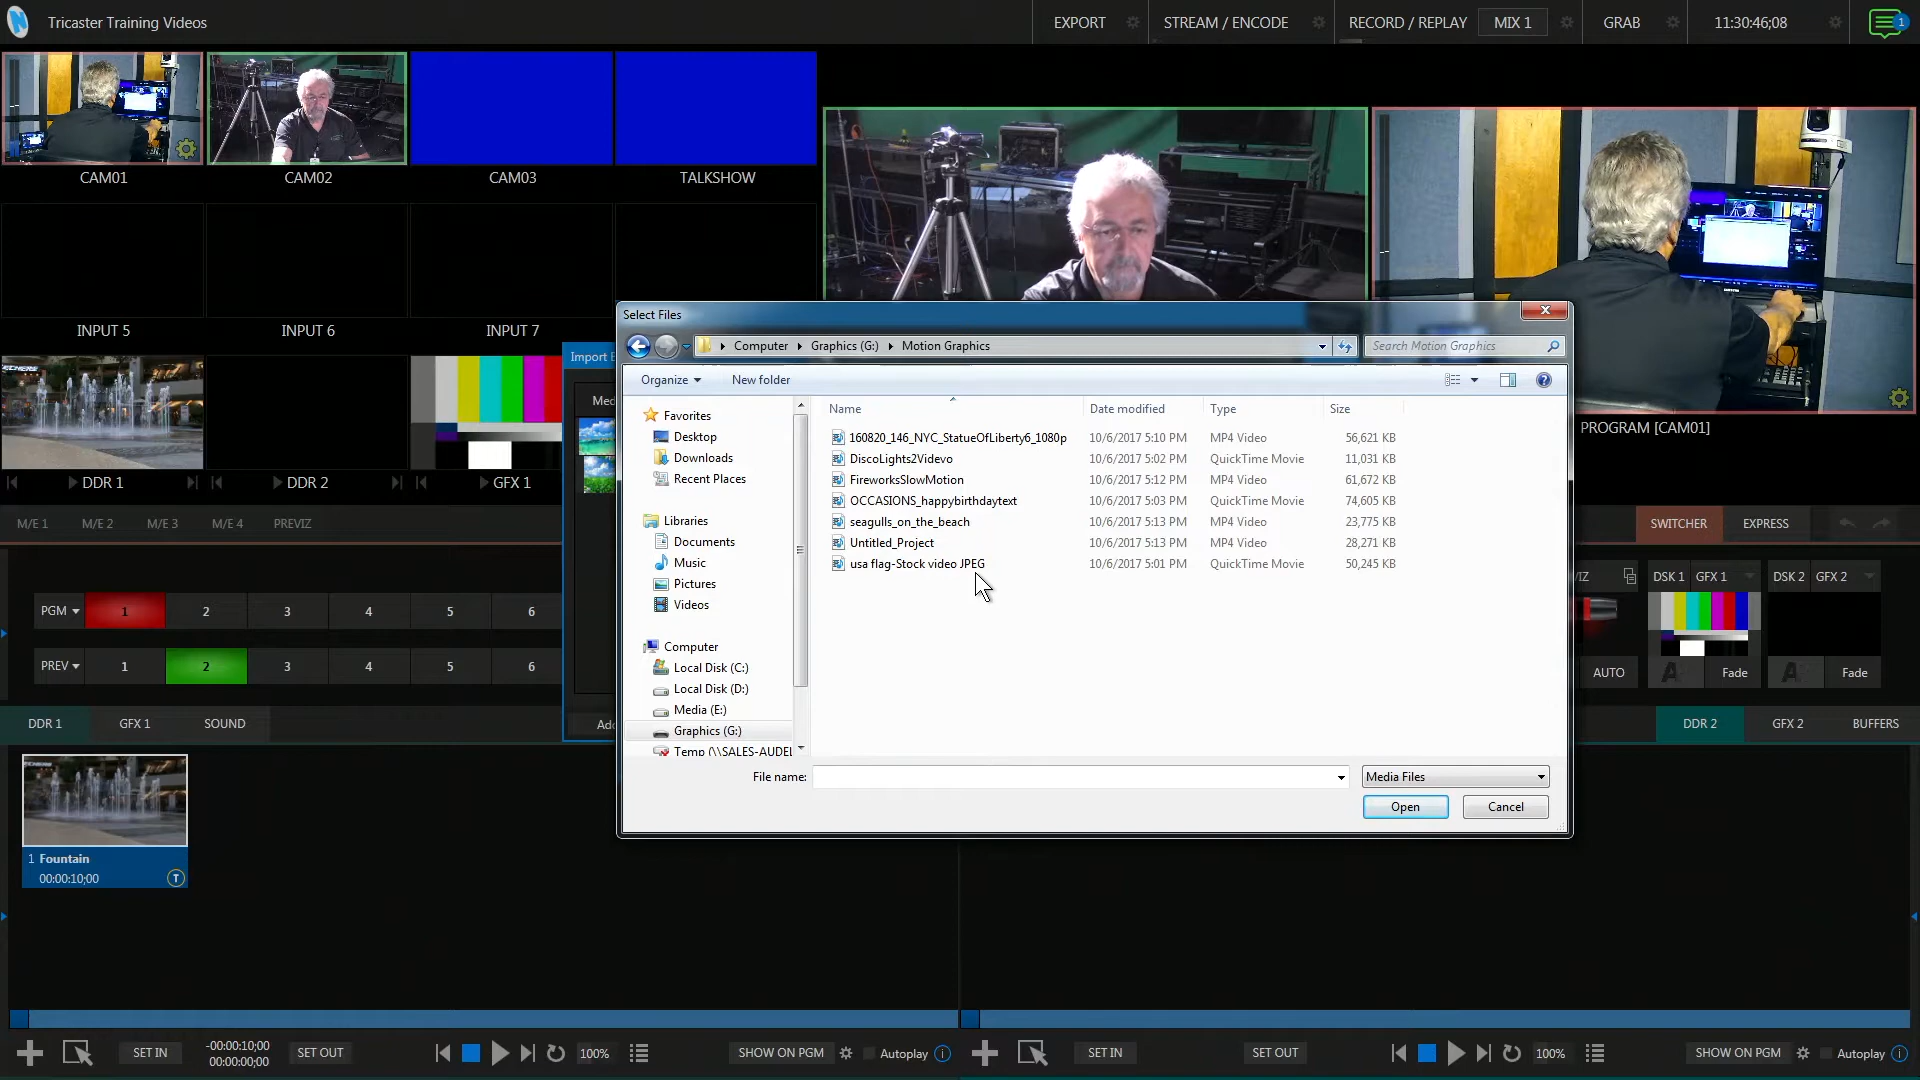 Tricaster Training Videos
EXPORT
STREAM / ENCODE
RECORD / REPLAY
MIX 1
GRAB
11:30:46;08
1
CAM01
CAM02
CAM03
TALKSHOW
INPUT 5
INPUT 6
INPUT 7
DDR 1
DDR 2
GFX 1
PROGRAM [CAM01]
M/E 1
M/E 2
M/E 3
M/E 4
PREVIZ
SWITCHER
EXPRESS
PGM
1 2 3 4 5 6
PREV
1 2 3 4 5 6
Select Files
Computer
Graphics (G:)
Motion Graphics
Search Motion Graphics
Organize
New folder
Favorites
Desktop
Downloads
Recent Places
Libraries
Documents
Music
Pictures
Videos
Computer
Local Disk (C:)
Local Disk (D:)
Media (E:)
Graphics (G:)
Temp (\\SALES-AUDEL
Name Date modified Type Size
160820_146_NYC_StatueOfLiberty6_1080p 10/6/2017 5:10 PM MP4 Video 56,621 KB
DiscoLights2Videvo 10/6/2017 5:02 PM QuickTime Movie 11,031 KB
FireworksSlowMotion 10/6/2017 5:12 PM MP4 Video 61,672 KB
OCCASIONS_happybirthdaytext 10/6/2017 5:03 PM QuickTime Movie 74,605 KB
seagulls_on_the_beach 10/6/2017 5:13 PM MP4 Video 23,775 KB
Untitled_Project 10/6/2017 5:13 PM MP4 Video 28,271 KB
usa flag-Stock video JPEG 10/6/2017 5:01 PM QuickTime Movie 50,245 KB
File name:
Media Files
Open
Cancel
Import
Med
Add
IZ
DSK 1 GFX 1
DSK 2 GFX 2
AUTO
Fade
Fade
DDR 1
GFX 1
SOUND
DDR 2
GFX 2
BUFFERS
1 Fountain
00:00:10;00
T
SET IN
-00:00:10;00
00:00:00;00
SET OUT
100%
SHOW ON PGM
Autoplay
SET IN
SET OUT
100%
SHOW ON PGM
Autoplay